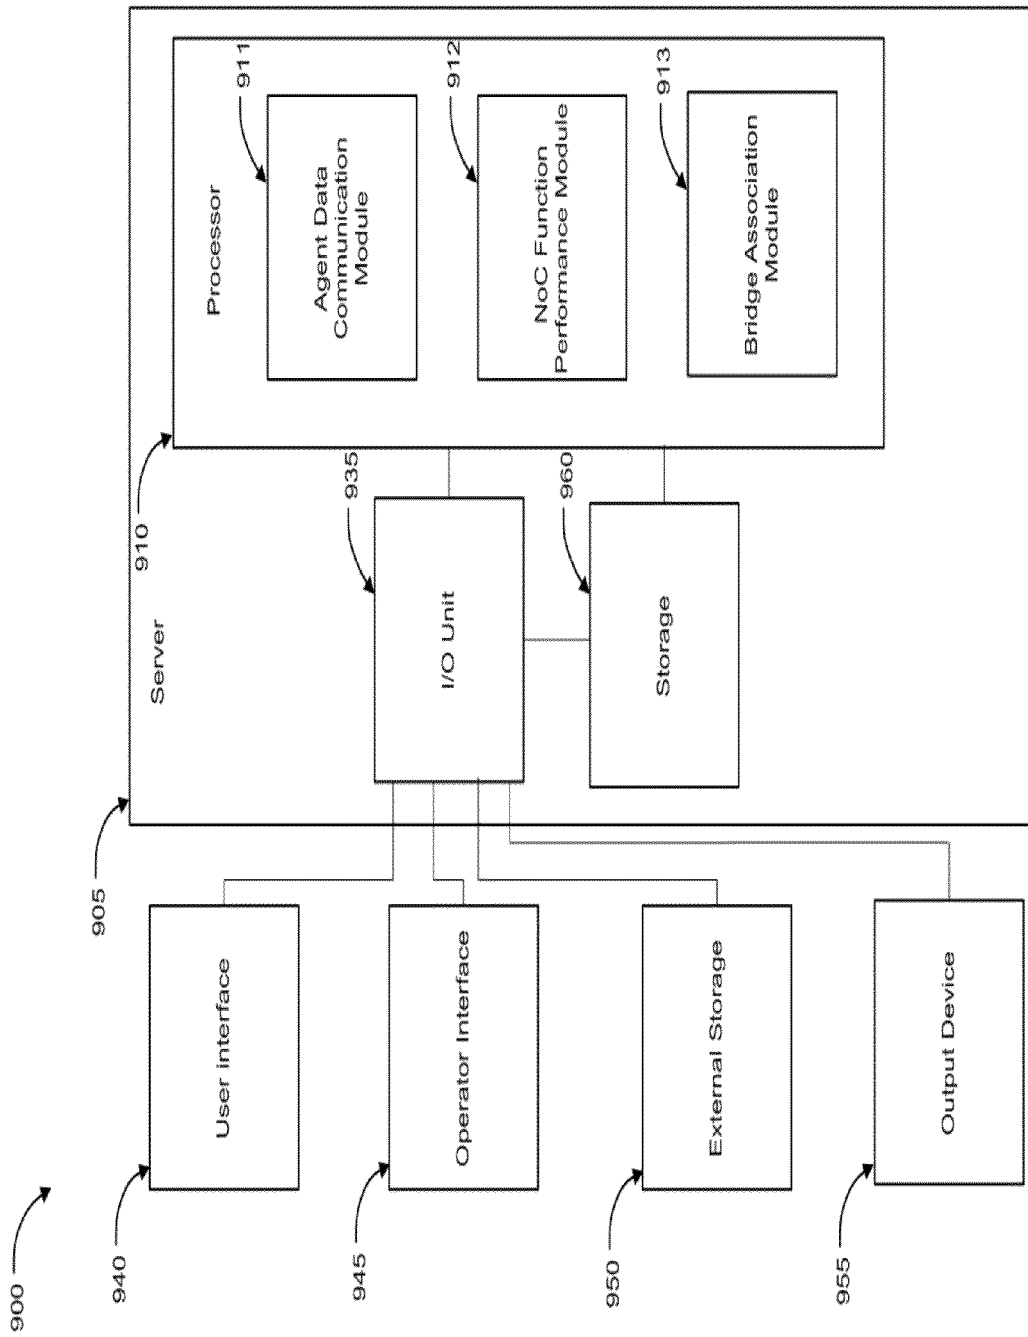 900
905
Server
910
Processor
911
Agent Data
Communication
Module
912
NoC Function
Performance Module
913
Bridge Association
Module
935
I/O Unit
960
Storage
940
User interface
945
Operator Interface
950
External Storage
955
Output Device